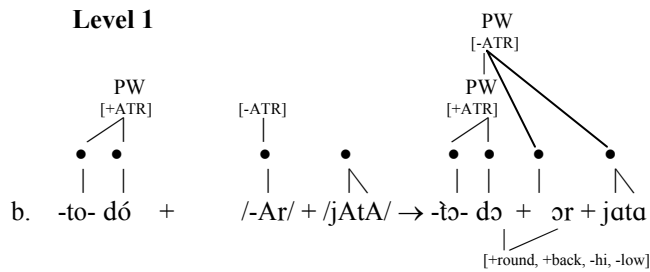 Level 1 PW
[-ATR]
PW PW
[+ATR] [-ATR] [+ATR]
● ● ● ● ● ● ● ●
b. -to- dó + /-Ar/ + /jAtA/ → -t̀ɔ- dɔ + ɔr + jɑtɑ
[+round, +back, -hi, -low]